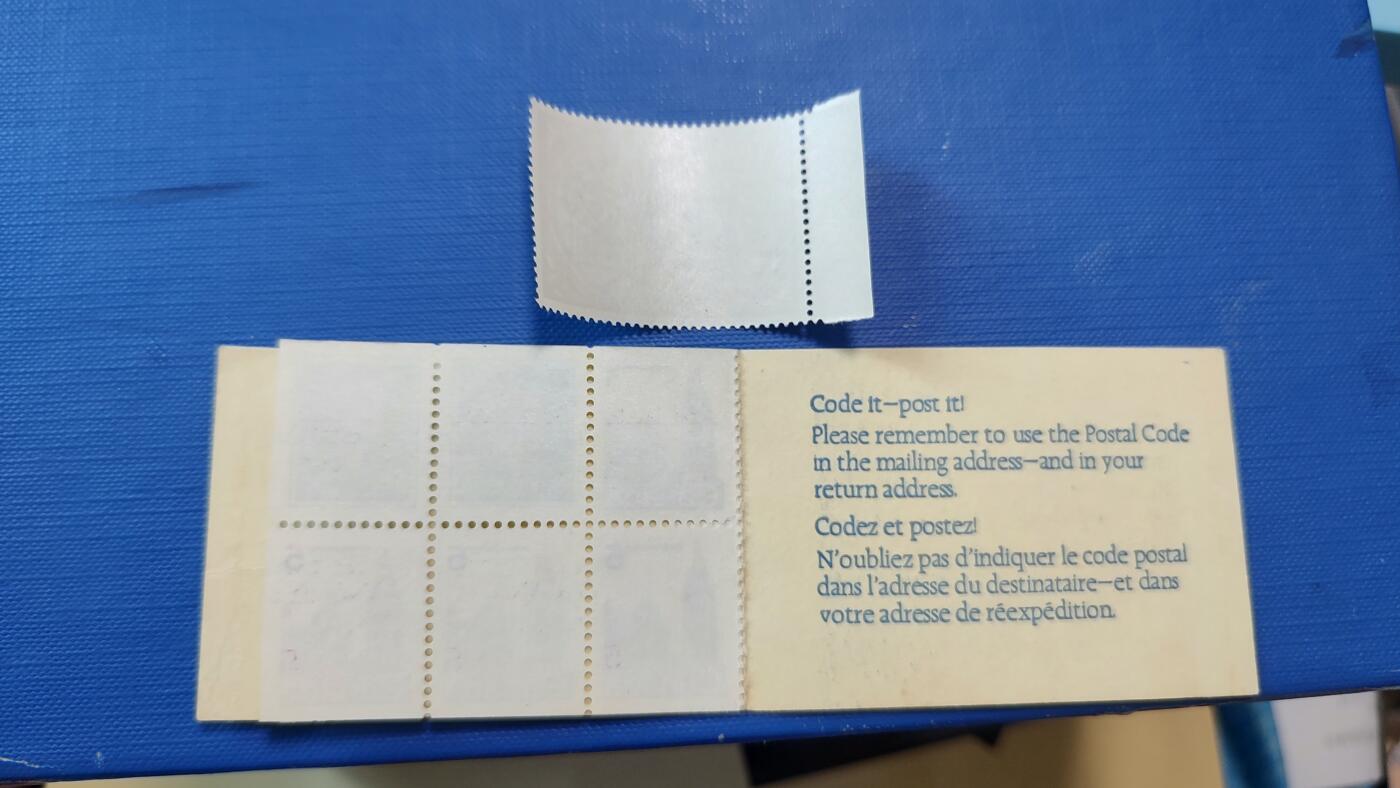 Code it—post it!
Please remember to use the Postal Code
in the mailing address—and in your
return address.
Codez et postez!
N'oubliez pas d'indiquer le code postal
dans l'adresse du destinataire—et dans
votre adresse de réexpédition.